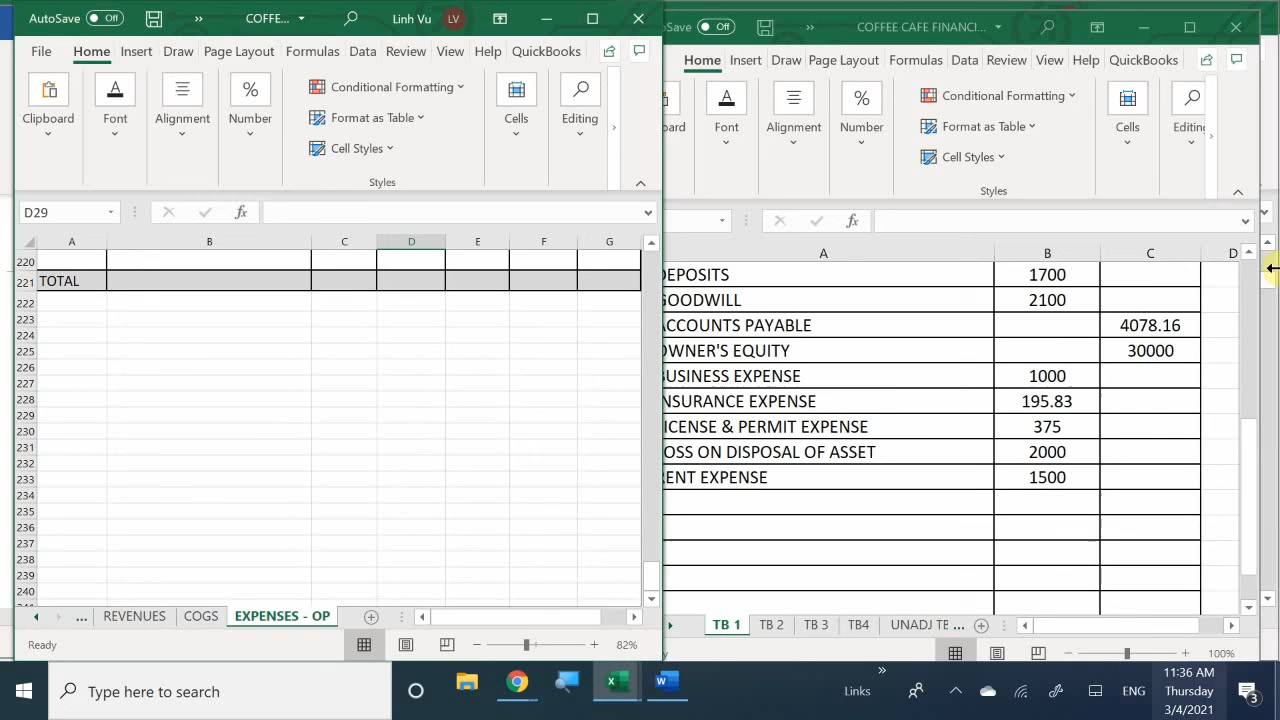 AutoSave Off » COFFE... Linh Vu LV
File Home Insert Draw Page Layout Formulas Data Review View Help QuickBooks
Clipboard Font Alignment Number Conditional Formatting Format as Table Cell Styles Cells Editing
Styles
D29 fx
A B C D E F G
220
221 TOTAL
222
223
224
225
226
227
228
229
230
231
232
233
234
235
236
237
238
239
240
... REVENUES COGS EXPENSES - OP
Ready 82%
Save Off » COFFEE CAFE FINANCI...
Home Insert Draw Page Layout Formulas Data Review View Help QuickBooks
Font Alignment Number Conditional Formatting Format as Table Cell Styles Cells
Styles
fx
A B C D
DEPOSITS 1700
GOODWILL 2100
ACCOUNTS PAYABLE 4078.16
OWNER'S EQUITY 30000
BUSINESS EXPENSE 1000
INSURANCE EXPENSE 195.83
LICENSE & PERMIT EXPENSE 375
LOSS ON DISPOSAL OF ASSET 2000
RENT EXPENSE 1500
TB 1 TB 2 TB 3 TB4 UNADJ TE ...
100%
Type here to search Links » ENG 11:36 AM
Thursday
3/4/2021 3